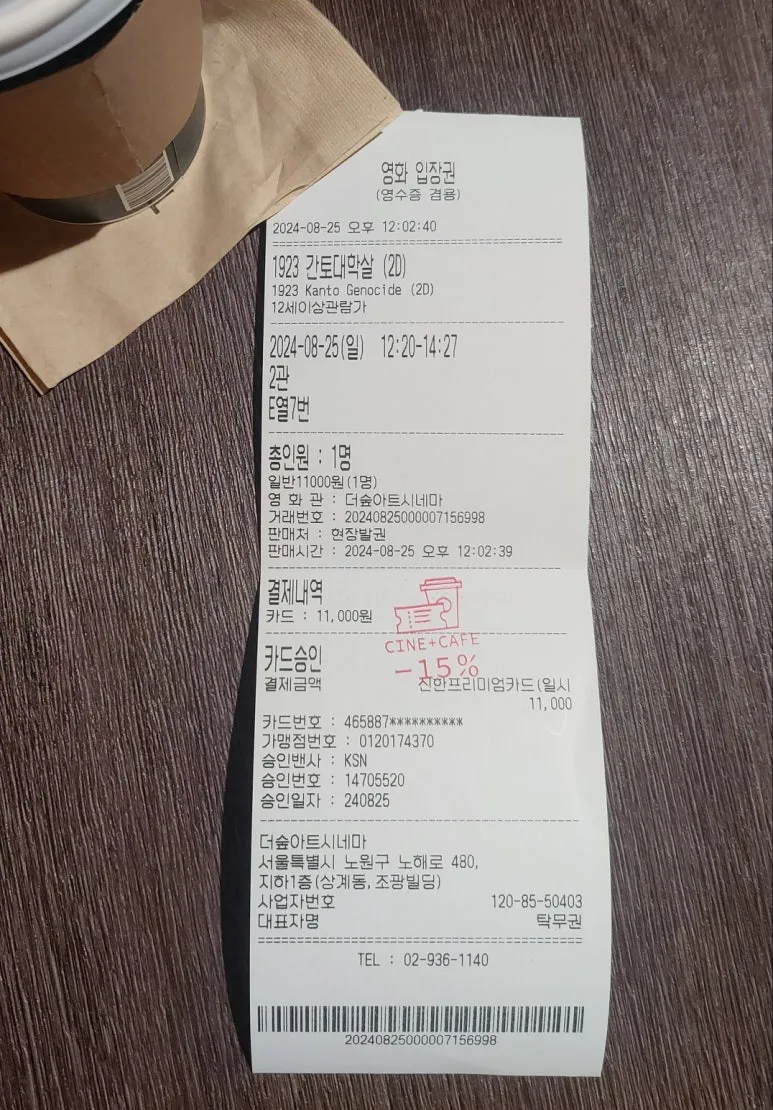 영화 입장권
(영수증 겸용)
2024-08-25 오후 12:02:40
1923 간토대학살 (2D)
1923 Kanto Genocide (2D)
12세이상관람가
2024-08-25(일) 12:20-14:27
2관
E열7번
총인원 : 1명
일반11000원(1명)
영 화 관 : 더숲아트시네마
거래번호 : 20240825000007156998
판매처 : 현장발권
판매시간 : 2024-08-25 오후 12:02:39
결제내역
카드 : 11,000원
CINE+CAFE
-15%
카드승인
결제금액 신한프리미엄카드(일시
11,000
카드번호 : 465887**********
가맹점번호 : 0120174370
승인밴사 : KSN
승인번호 : 14705520
승인일자 : 240825
더숲아트시네마
서울특별시 노원구 노해로 480,
지하1층(상계동,조광빌딩)
사업자번호 120-85-50403
대표자명 탁무권
TEL : 02-936-1140
20240825000007156998